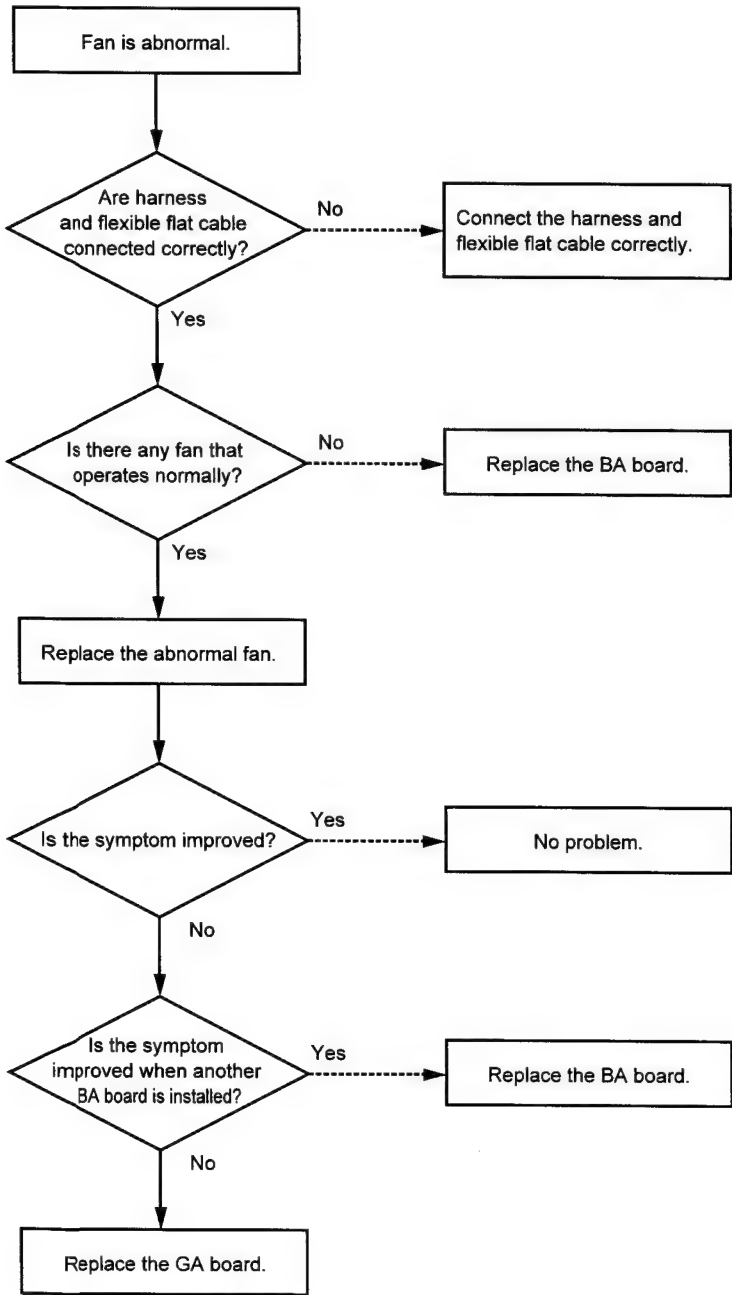 Fan is abnormal.
Are harness
and flexible flat cable
connected correctly?
No
Connect the harness and
flexible flat cable correctly.
Yes
Is there any fan that
operates normally?
No
Replace the BA board.
Yes
Replace the abnormal fan.
Is the symptom improved?
Yes
No problem.
No
Is the symptom
improved when another
BA board is installed?
Yes
Replace the BA board.
No
Replace the GA board.